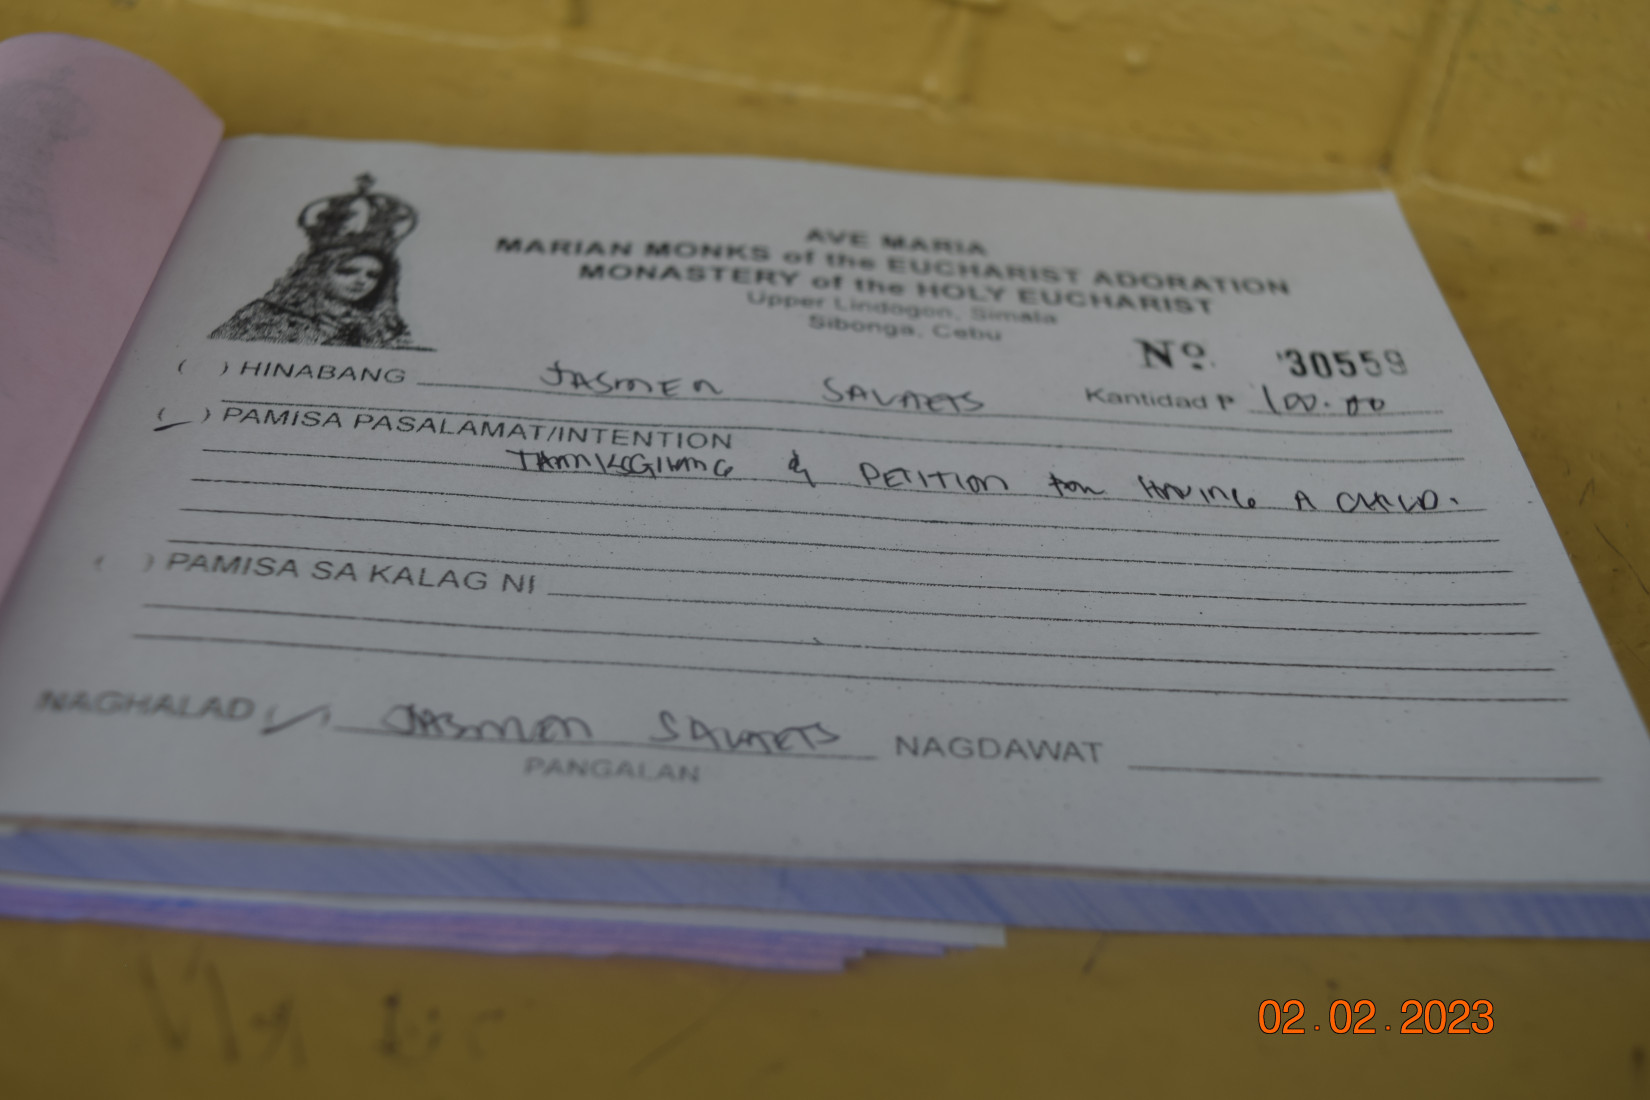 AVE MARIA
MARIAN MONKS of the EUCHARIST ADORATION
MONASTERY of the HOLY EUCHARIST
Upper Lindogon, Simala
Sibonga, Cebu
Nº. 30559
( ) HINABANG JASMEN Kantidad ₱ 100.00
( ) PAMISA PASALAMAT/INTENTION
THANKSGIVING & PETITION FOR HAVING A CHILD.
( ) PAMISA SA KALAG NI
NAGHALAD (✓) JASMEN NAGDAWAT
PANGALAN
02.02.2023